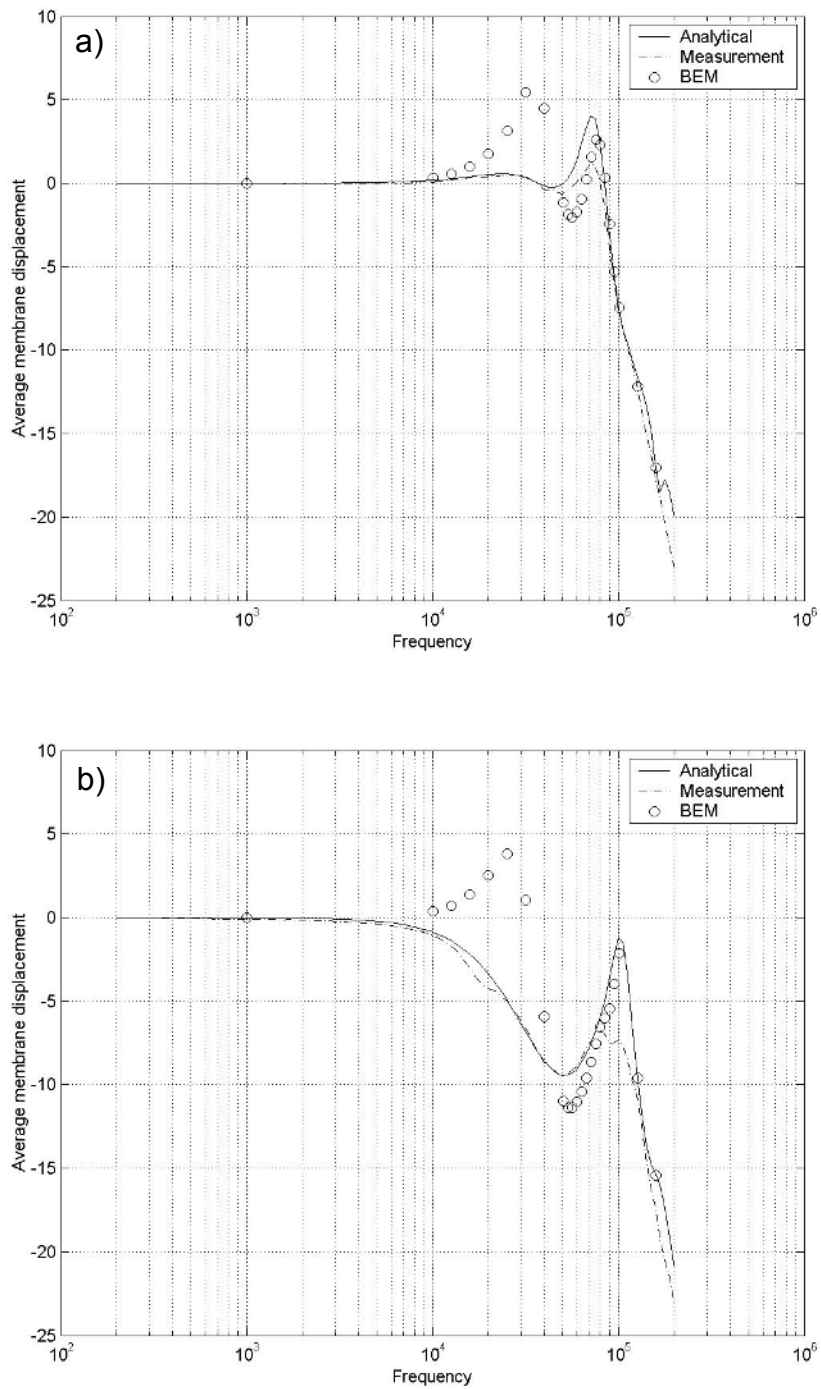 a)
10
5
0
-5
-10
-15
-20
-25
Average membrane displacement
10^2
10^3
10^4
10^5
10^6
Frequency
Analytical
Measurement
BEM
b)
10
5
0
-5
-10
-15
-20
-25
Average membrane displacement
10^2
10^3
10^4
10^5
10^6
Frequency
Analytical
Measurement
BEM